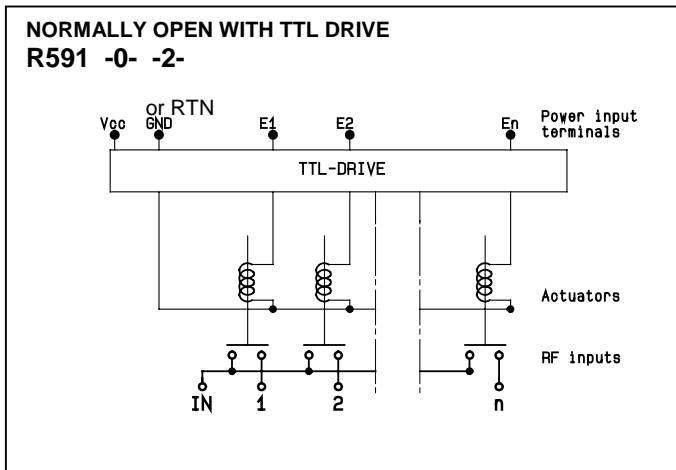 NORMALLY OPEN WITH TTL DRIVE
R591 -0- -2-
or RTN
Vcc GND E1 E2 En Power input
terminals
TTL-DRIVE
Actuators
RF inputs
IN 1 2 n